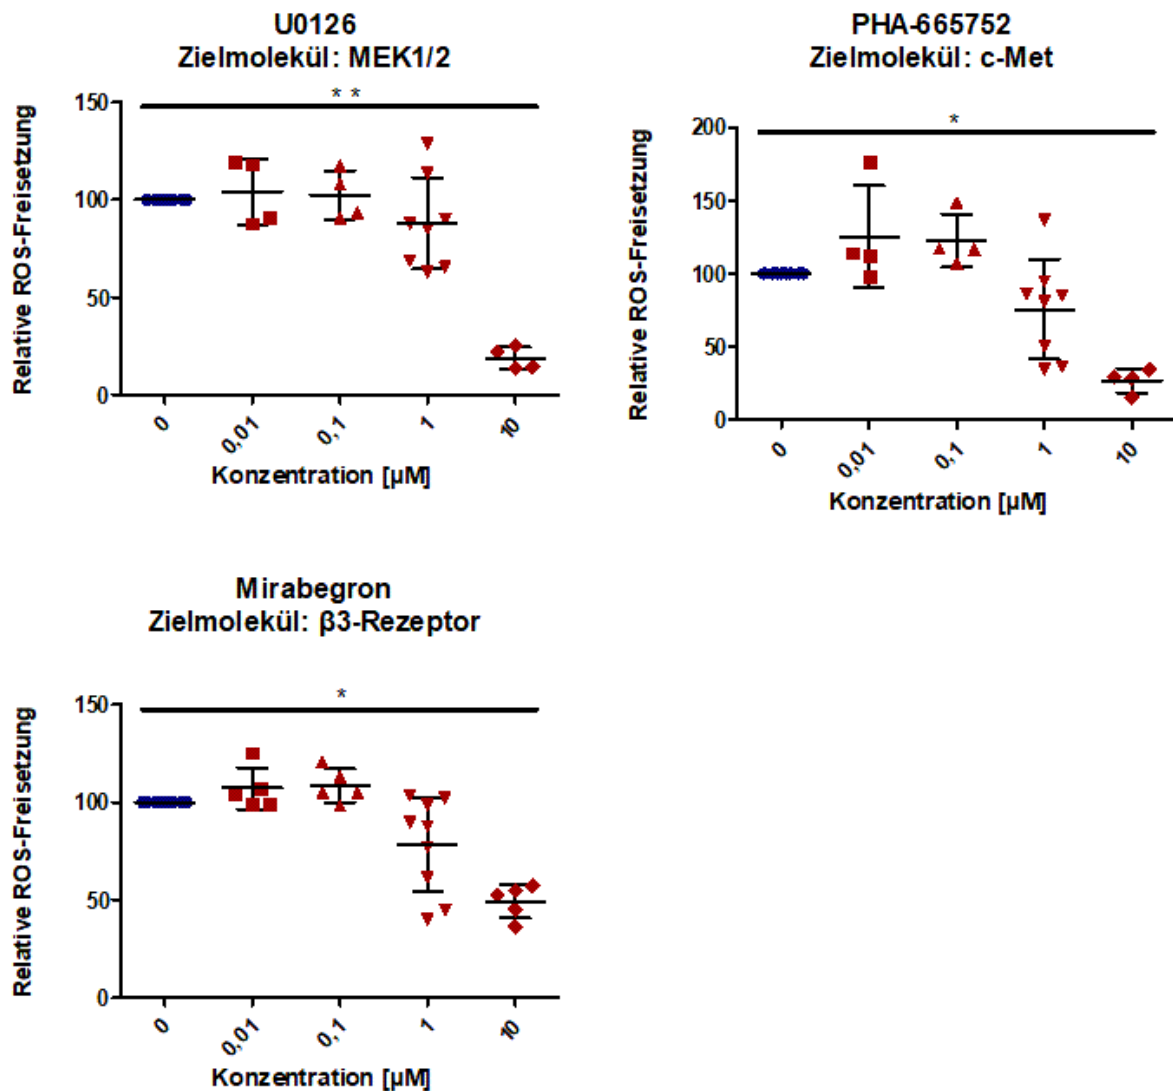 U0126
Zielmolekül: MEK1/2
* *
Relative ROS-Freisetzung
150
100
50
0
0
0,01
0,1
1
10
Konzentration [µM]
PHA-665752
Zielmolekül: c-Met
*
Relative ROS-Freisetzung
200
150
100
50
0
0
0,01
0,1
1
10
Konzentration [µM]
Mirabegron
Zielmolekül: β3-Rezeptor
*
Relative ROS-Freisetzung
150
100
50
0
0
0,01
0,1
1
10
Konzentration [µM]